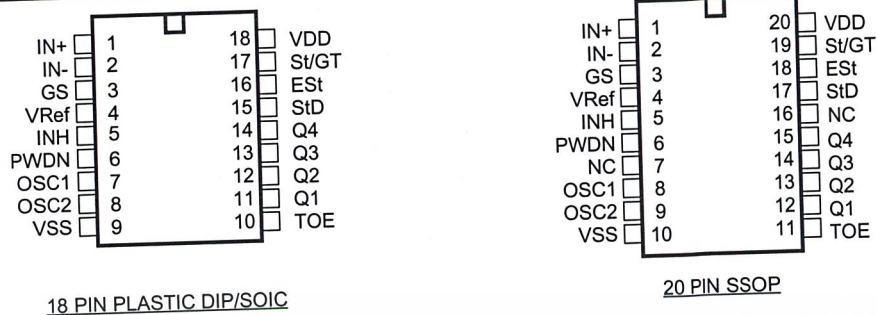 IN+ 1 18 VDD
IN- 2 17 St/GT
GS 3 16 ESt
VRef 4 15 StD
INH 5 14 Q4
PWDN 6 13 Q3
OSC1 7 12 Q2
OSC2 8 11 Q1
VSS 9 10 TOE
18 PIN PLASTIC DIP/SOIC
IN+ 1 20 VDD
IN- 2 19 St/GT
GS 3 18 ESt
VRef 4 17 StD
INH 5 16 NC
PWDN 6 15 Q4
NC 7 14 Q3
OSC1 8 13 Q2
OSC2 9 12 Q1
VSS 10 11 TOE
20 PIN SSOP